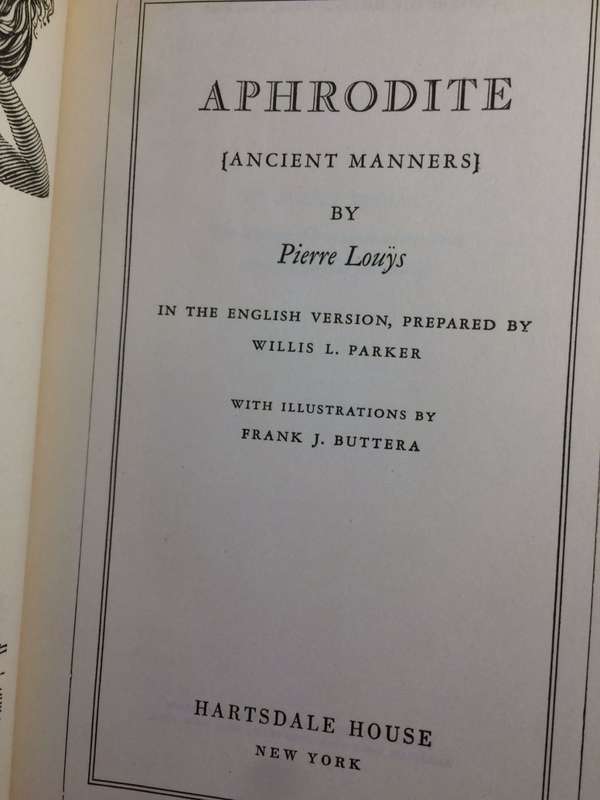 APHRODITE
{ANCIENT MANNERS}
BY
Pierre Louÿs
IN THE ENGLISH VERSION, PREPARED BY
WILLIS L. PARKER
WITH ILLUSTRATIONS BY
FRANK J. BUTTERA
HARTSDALE HOUSE
NEW YORK